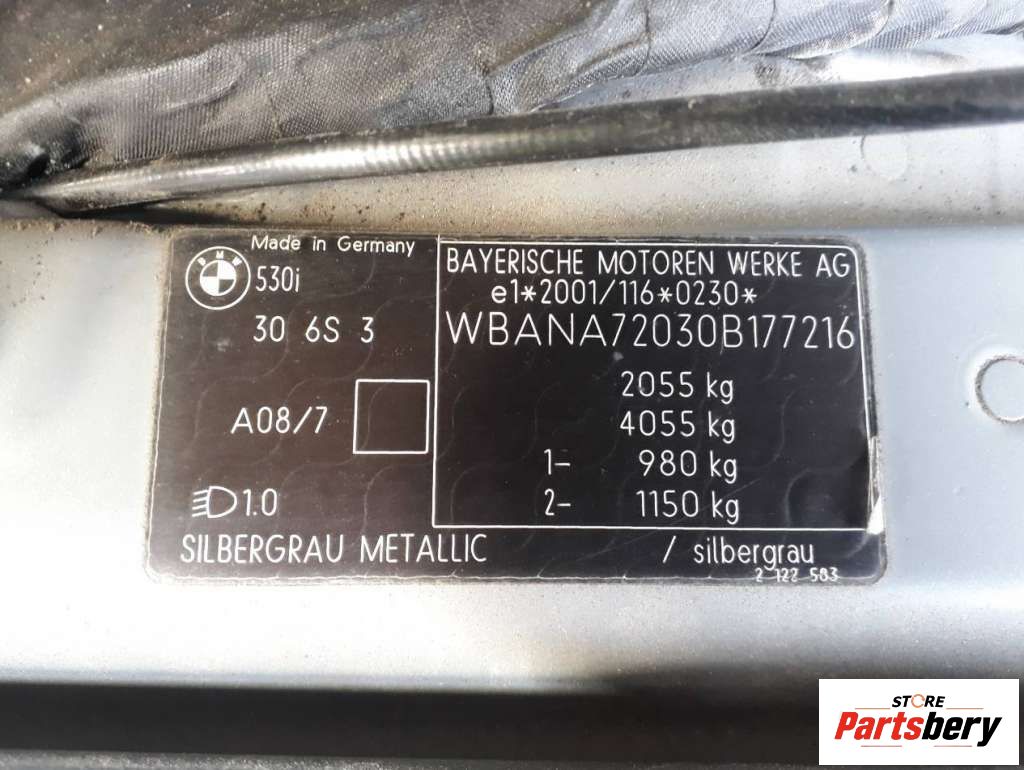 BMW
Made in Germany
530i
30 6S 3
A08/7
1.0
BAYERISCHE MOTOREN WERKE AG
e1*2001/116*0230*
WBANA72030B177216
2055 kg
4055 kg
1- 980 kg
2- 1150 kg
SILBERGRAU METALLIC / silbergrau
2 122 583
STORE
Partsbery